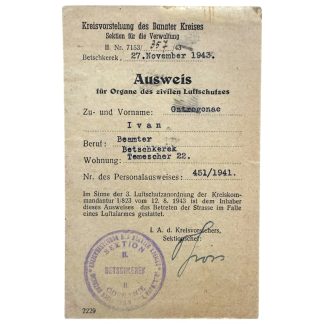 Kreisvorstehung des Banater Kreises
Sektion für die Verwaltung
II. Nr. 7153/357/43
Betschkerek, 27.November 1943.
Ausweis
für Organe des zivilen Luftschutzes
Zu- und Vorname: Ostrogonac
Ivan
Beruf: Beamter
Betschkerek
Wohnung: Temescher 22.
Nr. des Personalausweises: 451/1941.
Im Sinne der 3. Luftschutzanordnung der Kreiskom-
mandantur I/823 vom 12. 8. 1943 ist dem Inhaber
dieses Ausweises das Betreten der Strasse im Falle
eines Luftalarmes gestattet.
I. A. d. Kreisvorstehers,
Sektionschef:
SEKTION
II.
BETSCHKEREK
7229